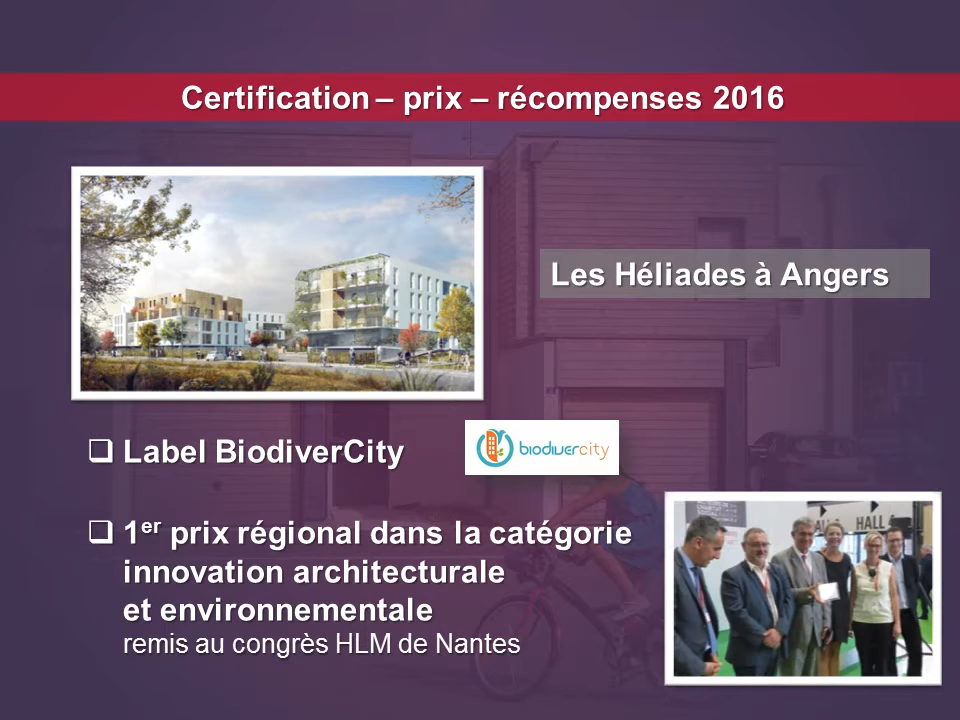 Certification – prix – récompenses 2016
Les Héliades à Angers
Label BiodiverCity
biodivercity
1er prix régional dans la catégorie
innovation architecturale
et environnementale
remis au congrès HLM de Nantes
HALL